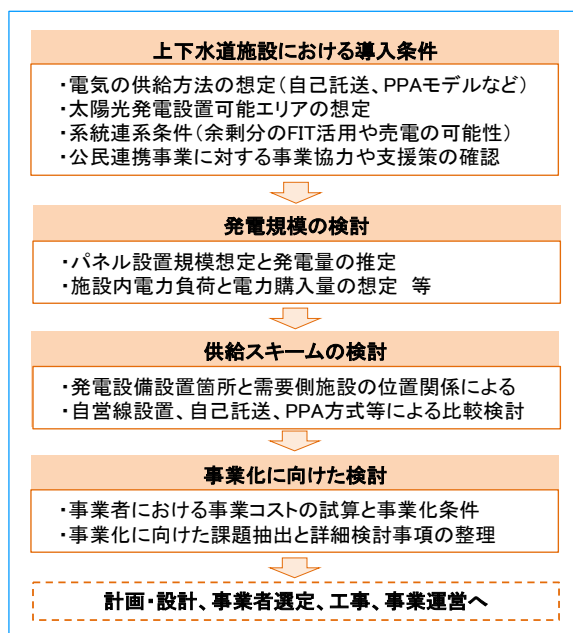 上下水道施設における導入条件
・電気の供給方法の想定(自己託送、PPAモデルなど)
・太陽光発電設置可能エリアの想定
・系統連系条件(余剰分のFIT活用や売電の可能性)
・公民連携事業に対する事業協力や支援策の確認
発電規模の検討
・パネル設置規模想定と発電量の推定
・施設内電力負荷と電力購入量の想定 等
供給スキームの検討
・発電設備設置箇所と需要側施設の位置関係による
・自営線設置、自己託送、PPA方式等による比較検討
事業化に向けた検討
・事業者における事業コストの試算と事業化条件
・事業化に向けた課題抽出と詳細検討事項の整理
計画・設計、事業者選定、工事、事業運営へ